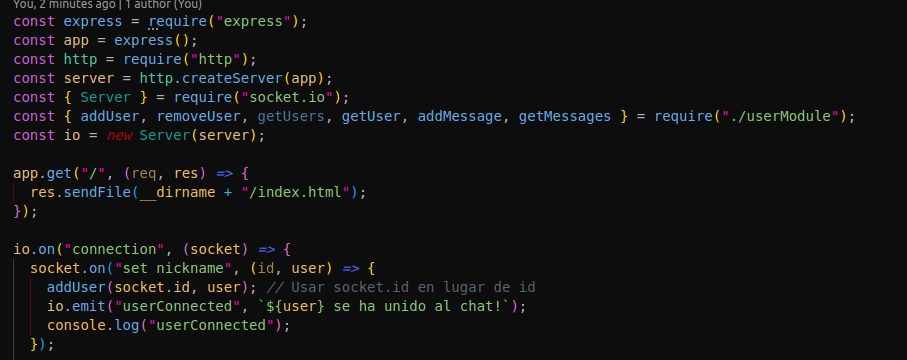 You, 2 minutes ago | 1 author (You)
const express = require("express");
const app = express();
const http = require("http");
const server = http.createServer(app);
const { Server } = require("socket.io");
const { addUser, removeUser, getUsers, getUser, addMessage, getMessages } = require("./userModule");
const io = new Server(server);
app.get("/", (req, res) => {
  res.sendFile(__dirname + "/index.html");
});
io.on("connection", (socket) => {
  socket.on("set nickname", (id, user) => {
    addUser(socket.id, user); // Usar socket.id en lugar de id
    io.emit("userConnected", `${user} se ha unido al chat!`);
    console.log("userConnected");
  });